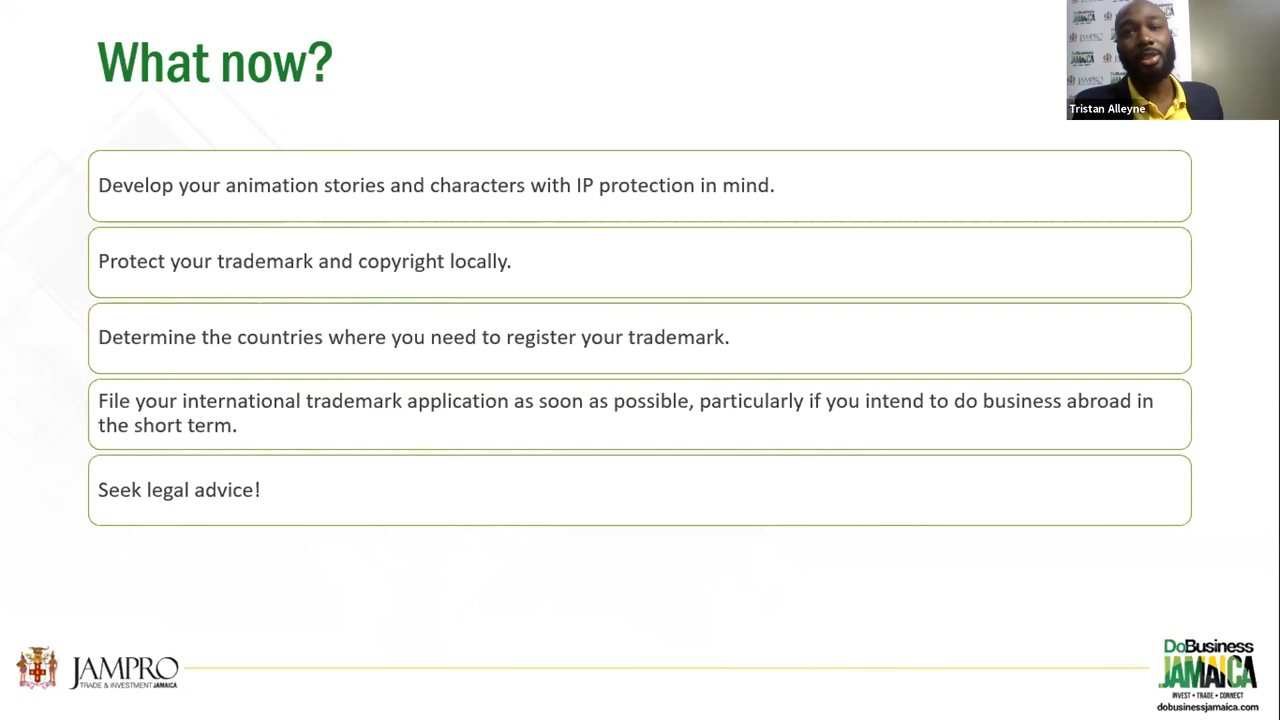 What now?
Tristan Alleyne
Develop your animation stories and characters with IP protection in mind.
Protect your trademark and copyright locally.
Determine the countries where you need to register your trademark.
File your international trademark application as soon as possible, particularly if you intend to do business abroad in
the short term.
Seek legal advice!
JAMPRO
TRADE & INVESTMENT JAMAICA
DoBusiness
JAMAICA
INVEST • TRADE • CONNECT
dobusinessjamaica.com